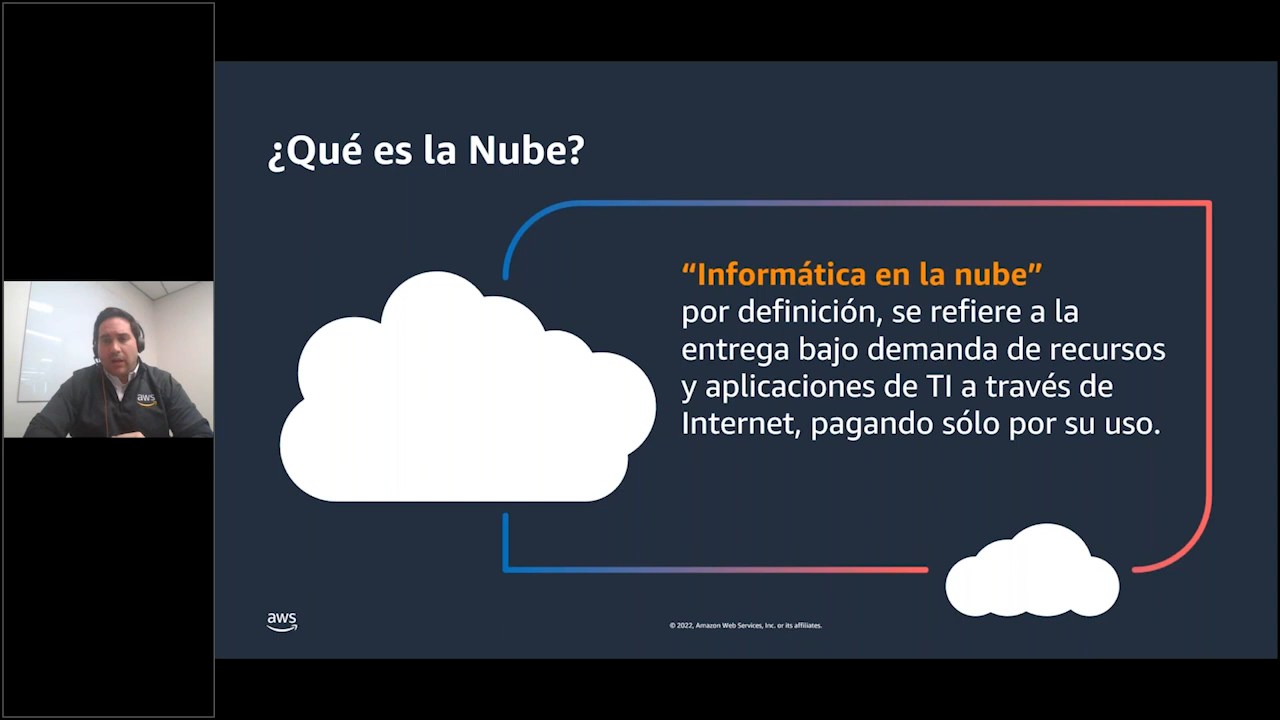 ¿Qué es la Nube?
“Informática en la nube”
por definición, se refiere a la
entrega bajo demanda de recursos
y aplicaciones de TI a través de
Internet, pagando sólo por su uso.
aws
aws
© 2022, Amazon Web Services, Inc. or its affiliates.